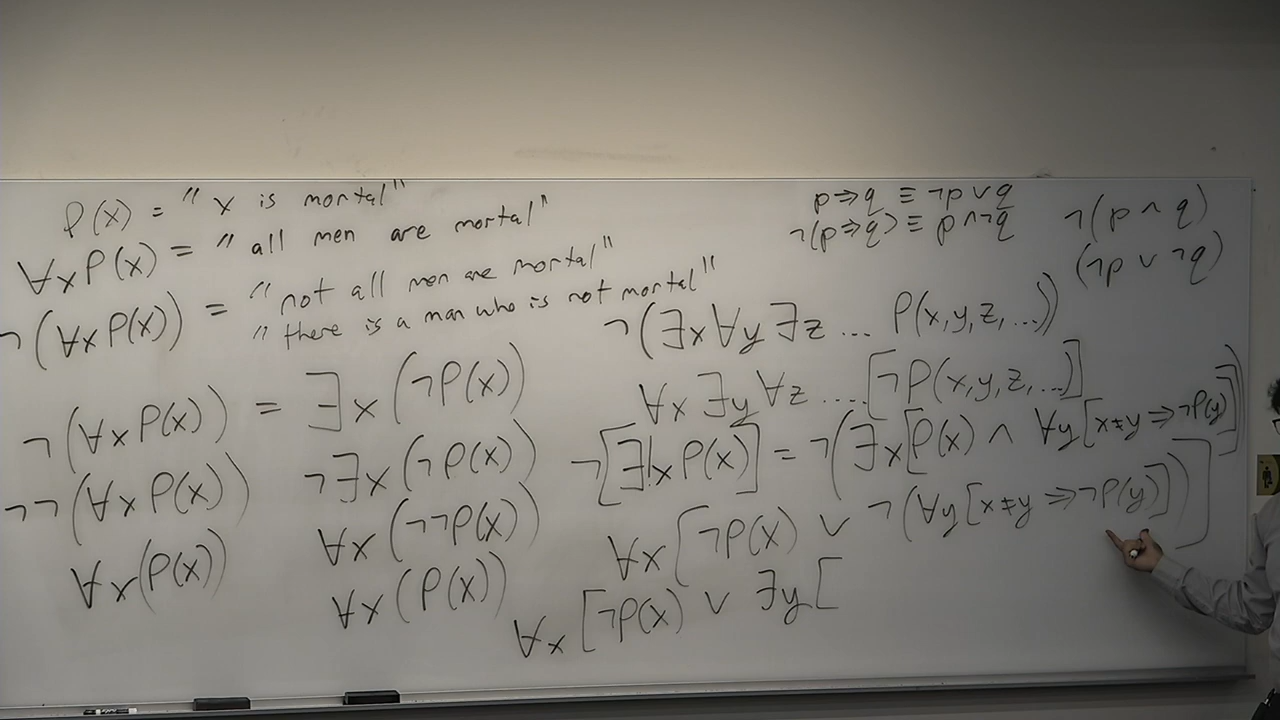 P(x) = "x is mortal"
∀x P(x) = "all men are mortal"
¬(∀x P(x)) = "not all men are mortal"
"there is a man who is not mortal"
¬(∀x P(x)) = ∃x (¬P(x))
¬¬(∀x P(x)) ¬∃x (¬P(x))
∀x (¬¬P(x))
∀x (P(x)) ∀x (P(x))
p⇒q ≡ ¬p ∨ q
¬(p⇒q) ≡ p ∧ ¬q
¬(p ∧ q)
(¬p ∨ ¬q)
¬(∃x ∀y ∃z ... P(x,y,z,...))
∀x ∃y ∀z .... [¬P(x,y,z,...)]
¬[∃!x P(x)] = ¬(∃x[P(x) ∧ ∀y[x≠y ⇒ ¬P(y)]])
∀x [¬P(x) ∨ ¬(∀y[x≠y ⇒ ¬P(y)])]
∀x [¬P(x) ∨ ∃y [